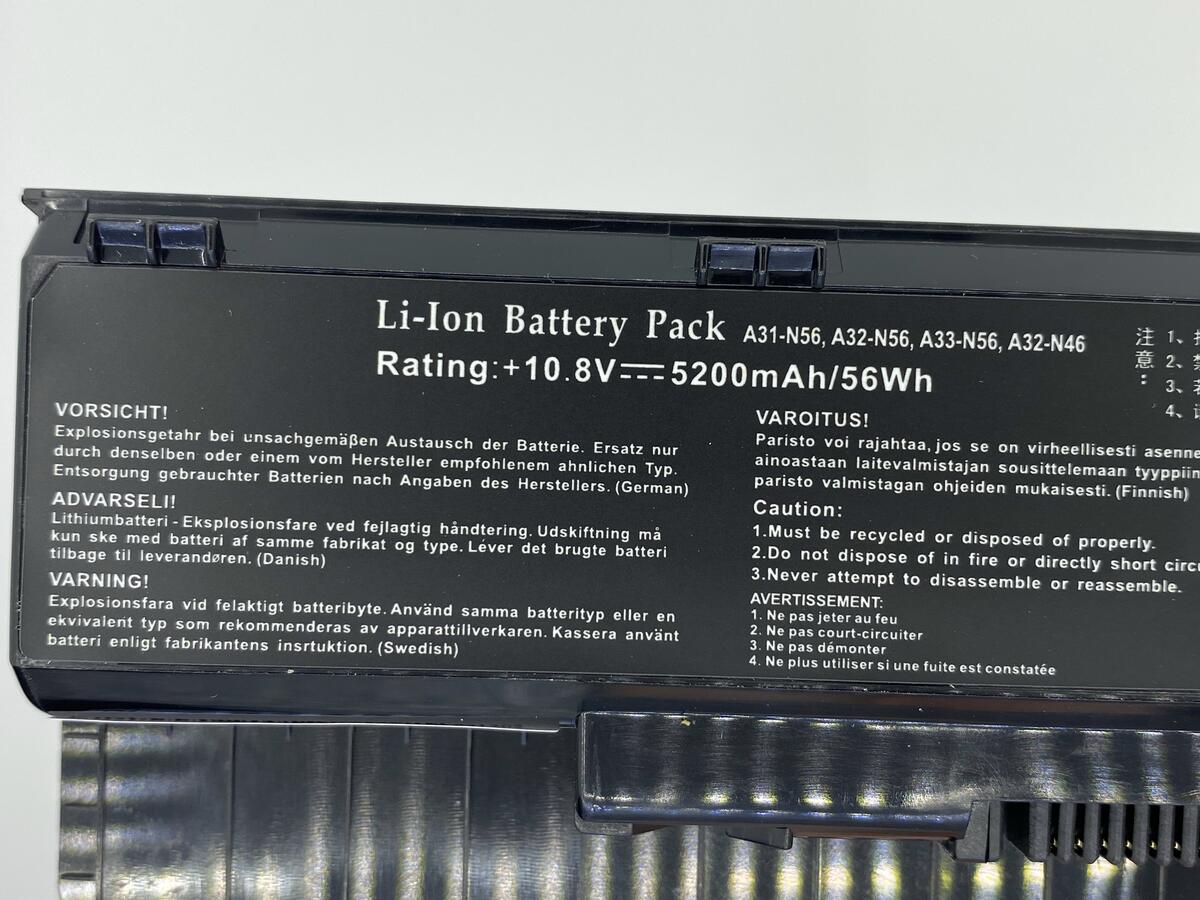 Li-Ion Battery Pack A31-N56, A32-N56, A33-N56, A32-N46
Rating:+10.8V⎓5200mAh/56Wh
VORSICHT!
Explosionsgetahr bei unsachgemäßen Austausch der Batterie. Ersatz nur
durch denselben oder einem vom Hersteller empfohlenem ahnlichen Typ.
Entsorgung gebrauchter Batterien nach Angaben des Herstellers. (German)
ADVARSELI!
Lithiumbatteri - Eksplosionsfare ved fejlagtig håndtering. Udskiftning må
kun ske med batteri af samme fabrikat og type. Léver det brugte batteri
tilbage til leverandøren. (Danish)
VARNING!
Explosionsfara vid felaktigt batteribyte. Använd samma batterityp eller en
ekvivalent typ som rekommenderas av apparattillverkaren. Kassera använt
batteri enligt fabrikantens insrtuktion. (Swedish)
VAROITUS!
Paristo voi rajahtaa, jos se on virheellisesti asenne
ainoastaan laitevalmistajan sousittelemaan tyyppiin
paristo valmistagan ohjeiden mukaisesti. (Finnish)
Caution:
1.Must be recycled or disposed of properly.
2.Do not dispose of in fire or directly short circu
3.Never attempt to disassemble or reassemble.
AVERTISSEMENT:
1. Ne pas jeter au feu
2. Ne pas court-circuiter
3. Ne pas démonter
4. Ne plus utiliser si une fuite est constatée
注 1、
意 2、
: 3、
4、